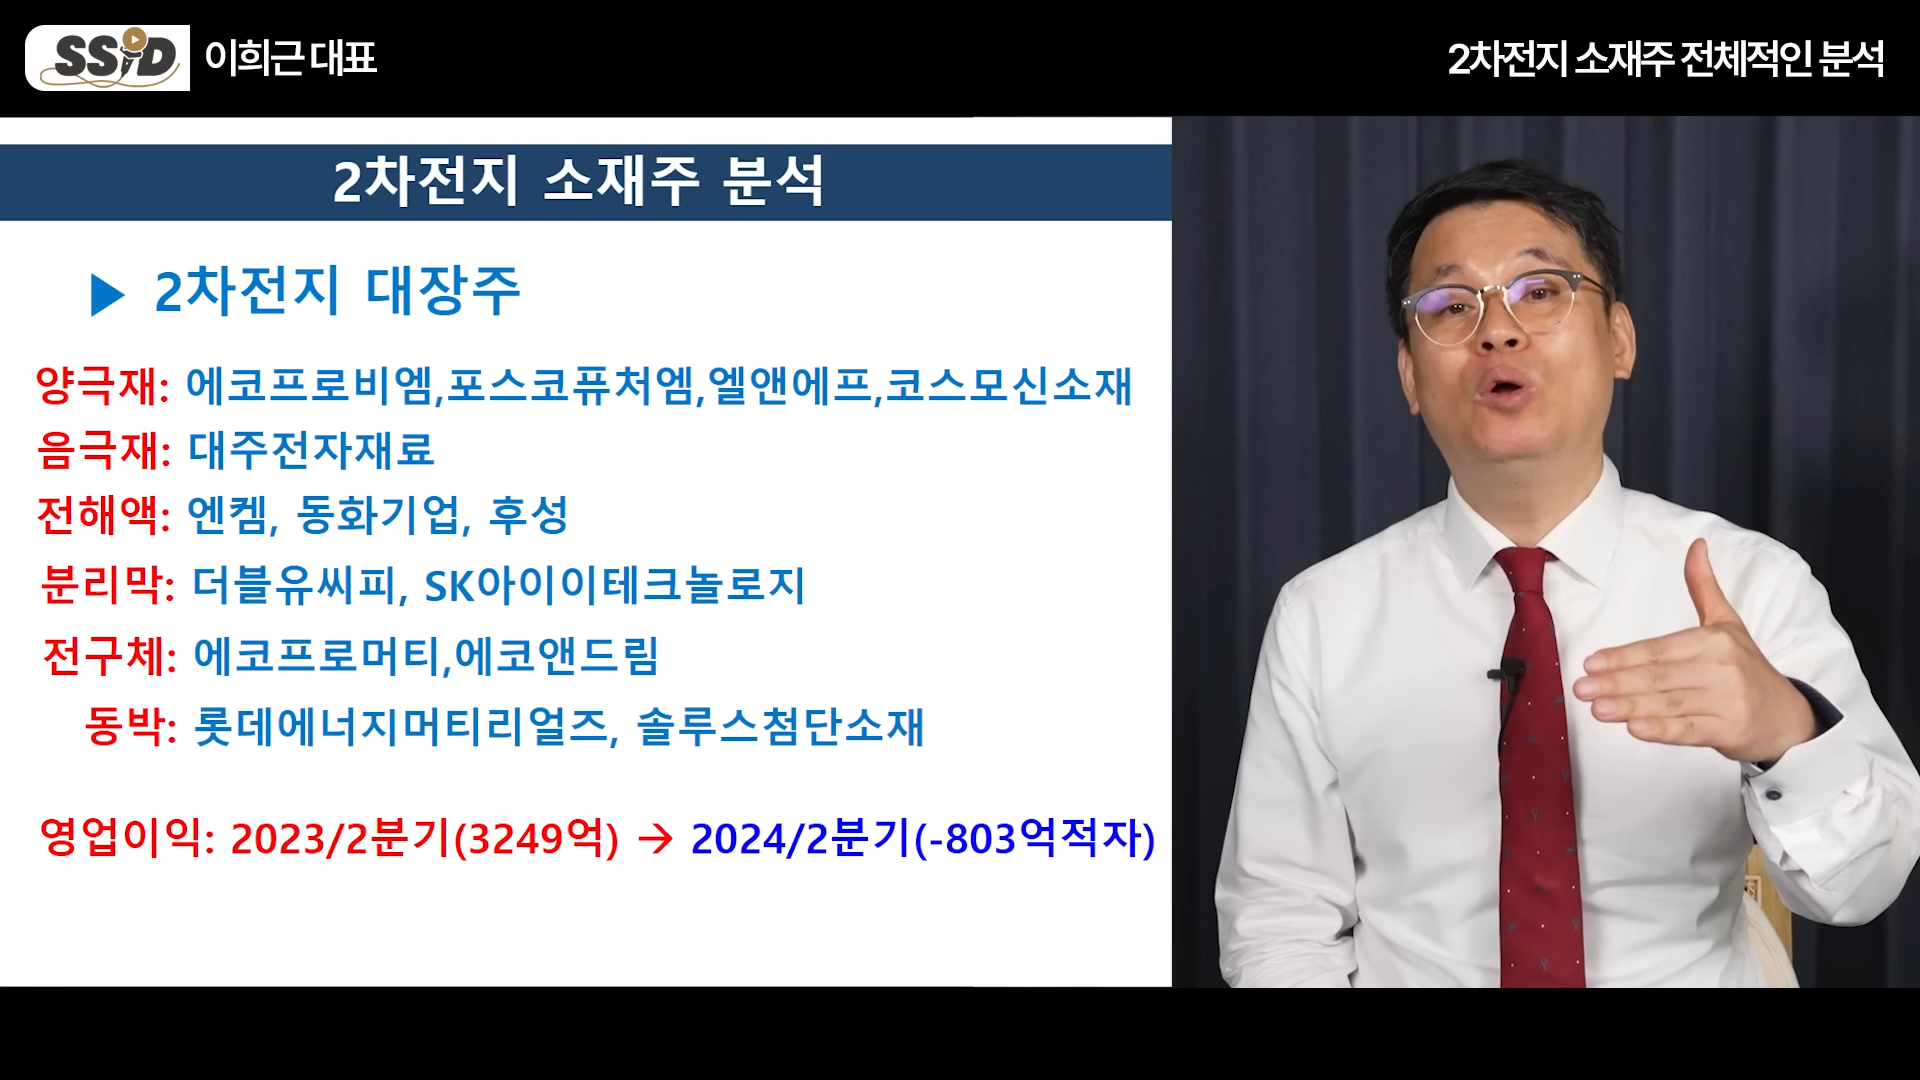 SSiD 이희근 대표
2차전지 소재주 전체적인 분석
2차전지 소재주 분석
▶ 2차전지 대장주
양극재: 에코프로비엠,포스코퓨처엠,엘앤에프,코스모신소재
음극재: 대주전자재료
전해액: 엔켐, 동화기업, 후성
분리막: 더블유씨피, SK아이이테크놀로지
전구체: 에코프로머티,에코앤드림
동박: 롯데에너지머티리얼즈, 솔루스첨단소재
영업이익: 2023/2분기(3249억) → 2024/2분기(-803억적자)